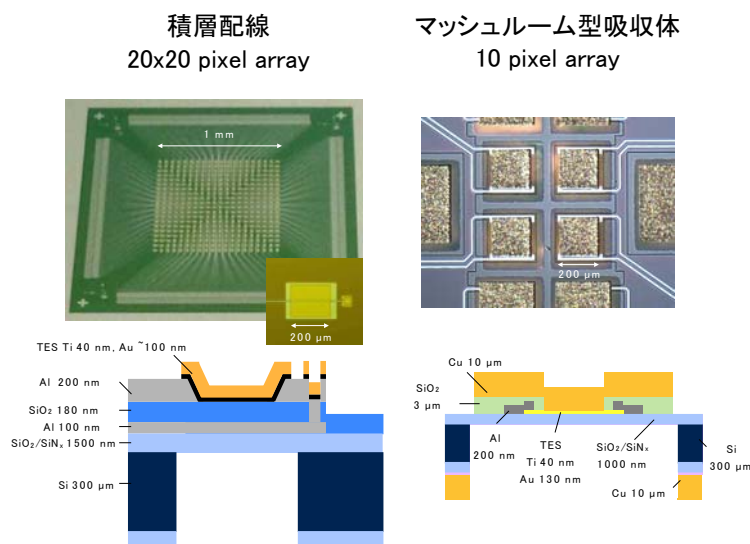 積層配線
20x20 pixel array
マッシュルーム型吸収体
10 pixel array
1 mm
200 µm
200 µm
TES Ti 40 nm, Au ~100 nm
Al 200 nm
SiO₂ 180 nm
Al 100 nm
SiO₂/SiNₓ 1500 nm
Si 300 µm
Cu 10 µm
SiO₂
3 µm
Al
200 nm
TES
Ti 40 nm
Au 130 nm
SiO₂/SiNₓ
1000 nm
Si
300 µm
Cu 10 µm